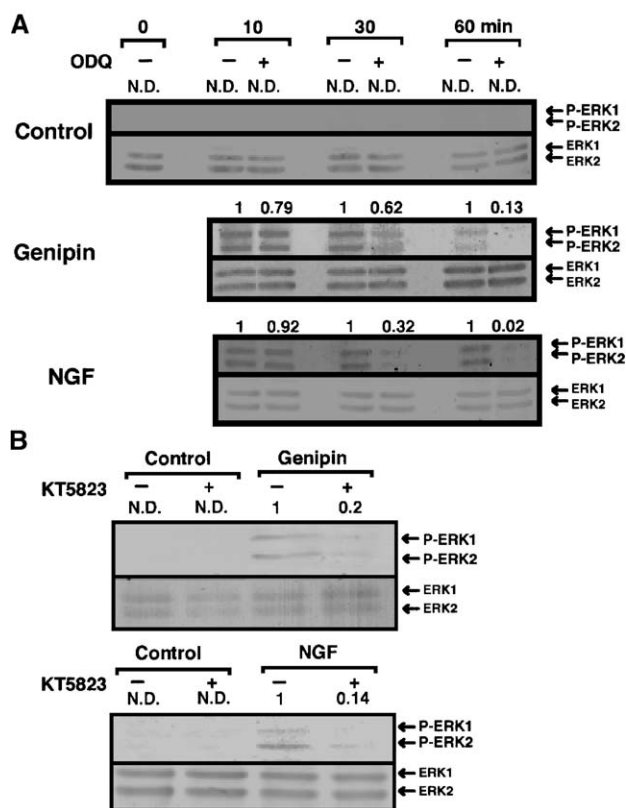 A
0 10 30 60 min
ODQ − − + − + − +
N.D. N.D. N.D. N.D. N.D. N.D. N.D.
Control
P-ERK1
P-ERK2
ERK1
ERK2
1 0.79 1 0.62 1 0.13
Genipin
P-ERK1
P-ERK2
ERK1
ERK2
1 0.92 1 0.32 1 0.02
NGF
P-ERK1
P-ERK2
ERK1
ERK2
B
Control Genipin
KT5823 − + − +
N.D. N.D. 1 0.2
P-ERK1
P-ERK2
ERK1
ERK2
Control NGF
KT5823 − + − +
N.D. N.D. 1 0.14
P-ERK1
P-ERK2
ERK1
ERK2